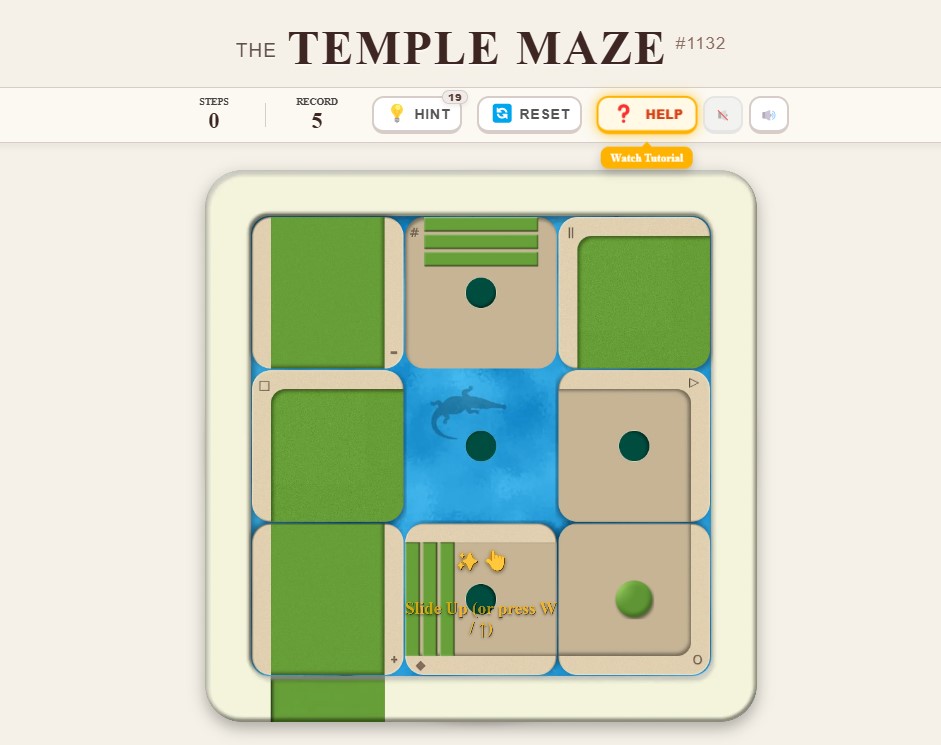 THE TEMPLE MAZE #1132
STEPS
0
RECORD
5
💡 HINT
19
🔄 RESET
❓ HELP
Watch Tutorial
#
||
-
□
▷
✨ 👆
Slide Up (or press W
/ ↑)
+
◆
O